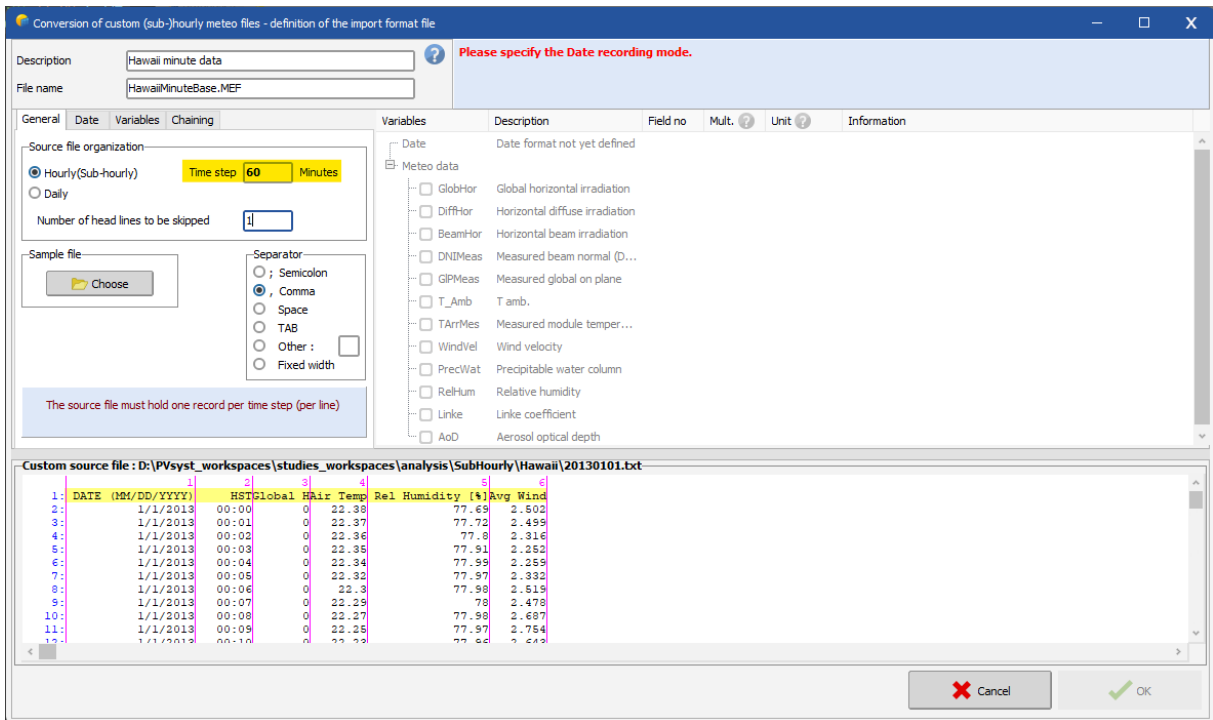 Conversion of custom (sub-)hourly meteo files - definition of the import format file
Description Hawaii minute data
Please specify the Date recording mode.
File name HawaiiMinuteBase.MEF
General Date Variables Chaining
Source file organization
Hourly(Sub-hourly) Time step 60 Minutes
Daily
Number of head lines to be skipped 1
Sample file
Choose
Separator
; Semicolon
, Comma
Space
TAB
Other :
Fixed width
The source file must hold one record per time step (per line)
Variables Description Field no Mult. Unit Information
Date Date format not yet defined
Meteo data
GlobHor Global horizontal irradiation
DiffHor Horizontal diffuse irradiation
BeamHor Horizontal beam irradiation
DNIMeas Measured beam normal (D...
GlPMeas Measured global on plane
T_Amb T amb.
TArrMes Measured module temper...
WindVel Wind velocity
PrecWat Precipitable water column
RelHum Relative humidity
Linke Linke coefficient
AoD Aerosol optical depth
Custom source file : D:\PVsyst_workspaces\studies_workspaces\analysis\SubHourly\Hawaii\20130101.txt
1 2 3 4 5 6
1: DATE (MM/DD/YYYY) HST Global H Air Temp Rel Humidity [%] Avg Wind
2: 1/1/2013 00:00 0 22.38 77.69 2.502
3: 1/1/2013 00:01 0 22.37 77.72 2.499
4: 1/1/2013 00:02 0 22.36 77.8 2.316
5: 1/1/2013 00:03 0 22.35 77.91 2.252
6: 1/1/2013 00:04 0 22.34 77.99 2.259
7: 1/1/2013 00:05 0 22.32 77.97 2.332
8: 1/1/2013 00:06 0 22.3 77.98 2.519
9: 1/1/2013 00:07 0 22.29 78 2.478
10: 1/1/2013 00:08 0 22.27 77.98 2.687
11: 1/1/2013 00:09 0 22.25 77.97 2.754
12: 1/1/2013 00:10 0 22.23 77.96 2.643
Cancel
OK